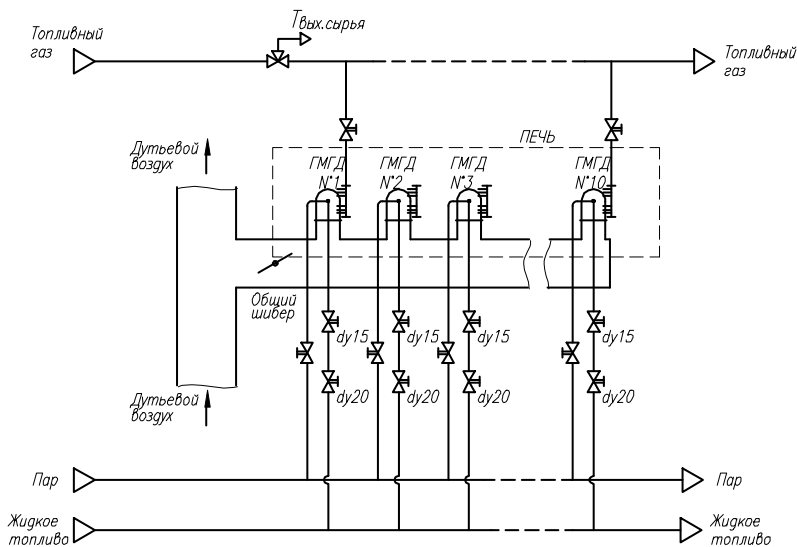 Tвых.сырья
Топливный
газ
Топливный
газ
Дутьевой
воздух
ПЕЧЬ
ГМГД
N°1
ГМГД
N°2
ГМГД
N°3
ГМГД
N°10
Общий
шибер
dy15
dy15
dy15
dy15
dy20
dy20
dy20
dy20
Дутьевой
воздух
Пар
Пар
Жидкое
топливо
Жидкое
топливо